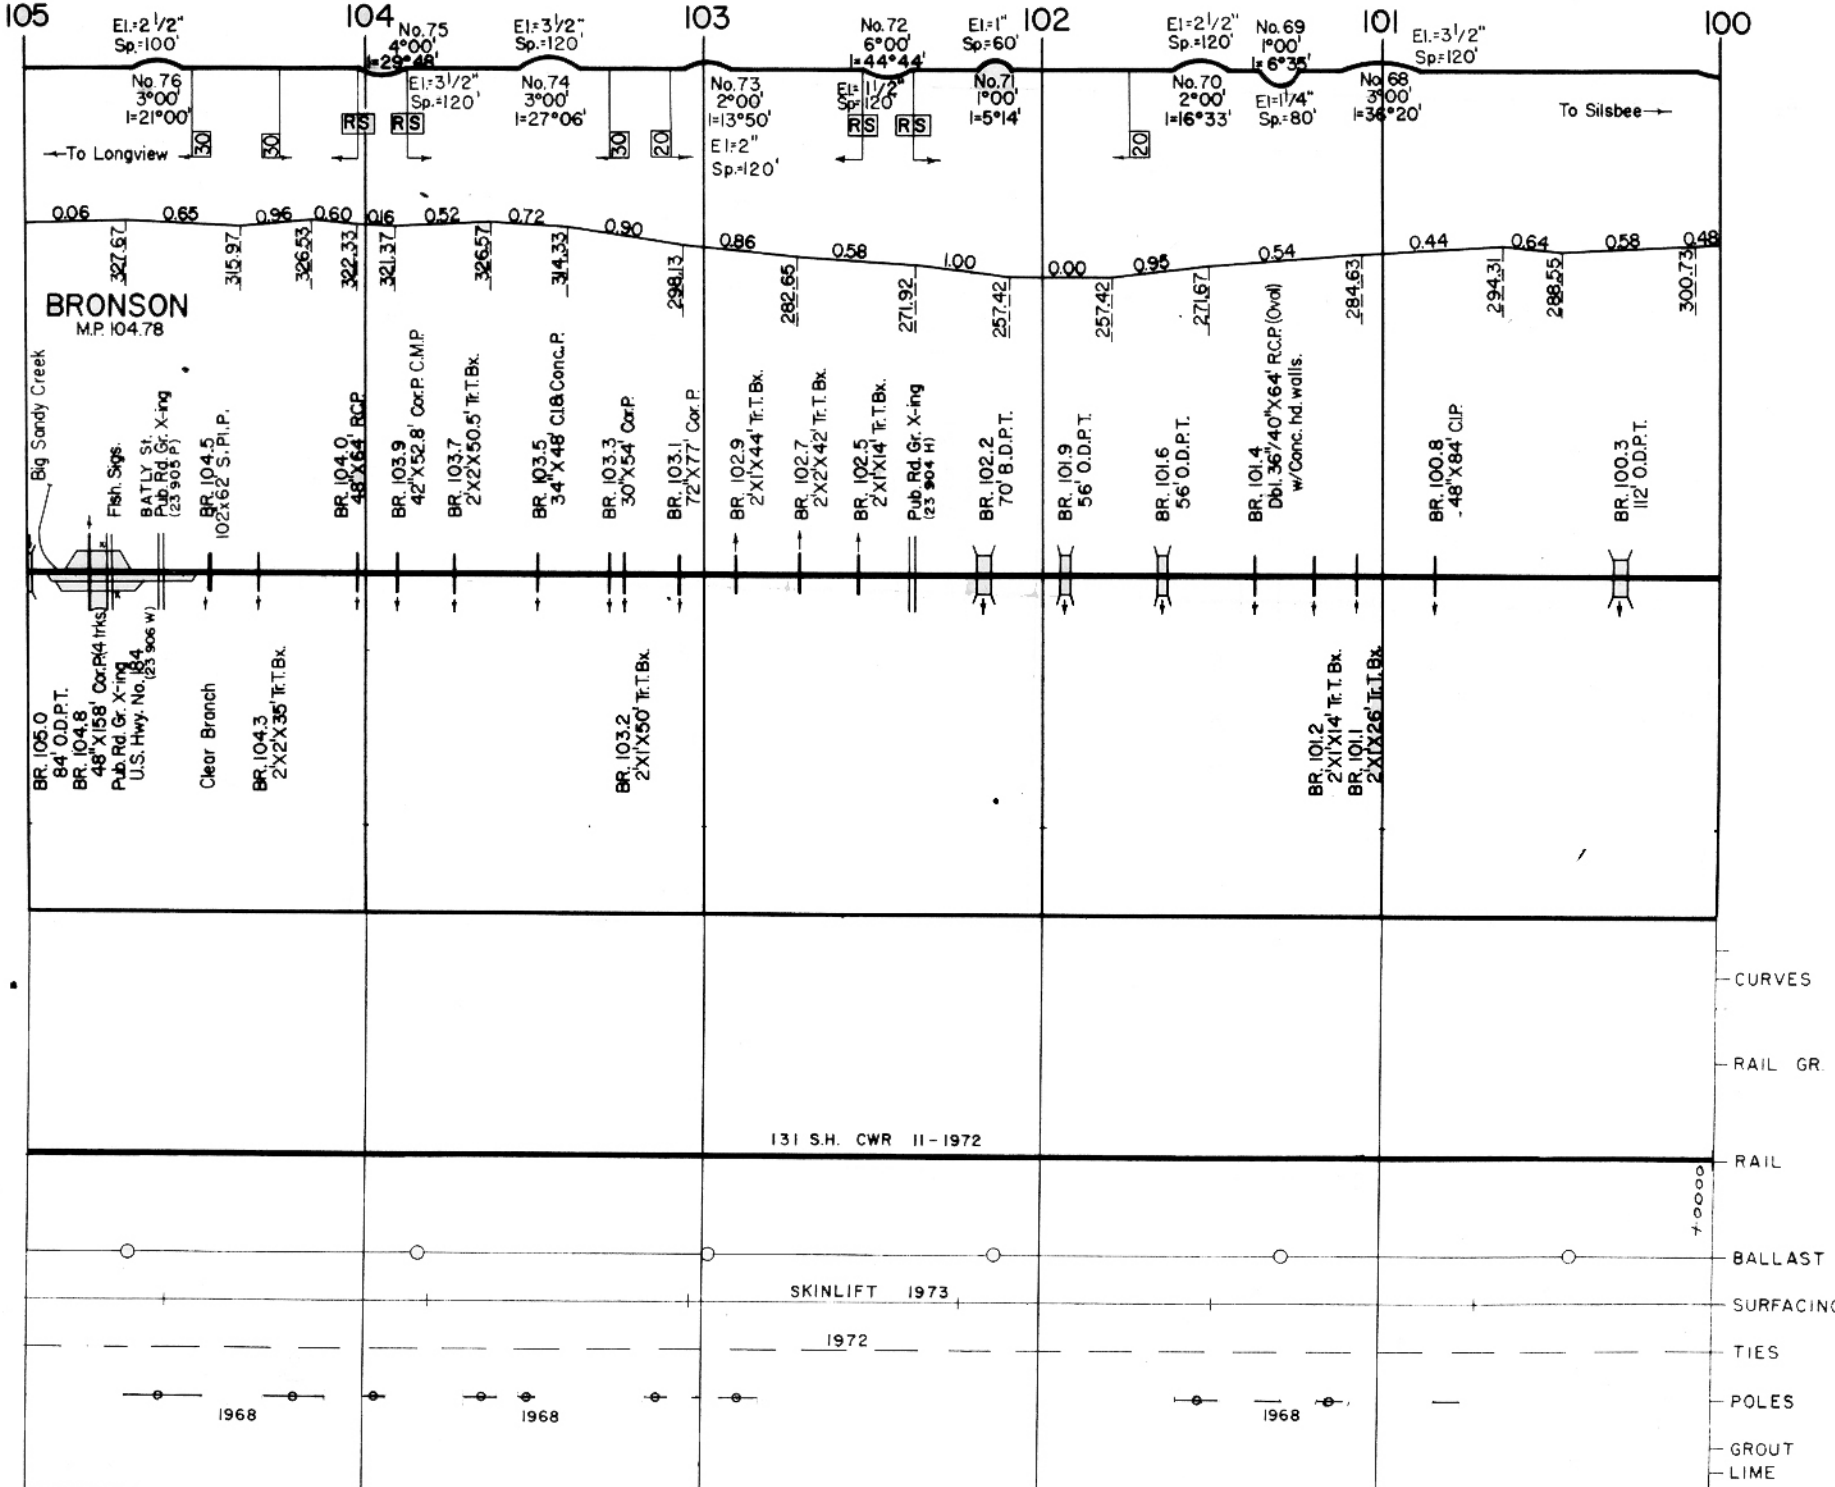 105
104
103
102
101
100
El.=2 1/2"
Sp.=100'
No. 76
3°00'
I=21°00'
No. 75
4°00'
I=29°48'
El.=3 1/2"
Sp.=120'
El.=3 1/2"
Sp.=120'
No. 74
3°00'
I=27°06'
No. 73
2°00'
I=13°50'
El=2"
Sp.=120'
No. 72
6°00'
I=44°44'
El=1 1/2"
Sp=120'
El.=1"
Sp.=60'
No. 71
1°00'
I=5°14'
El=2 1/2"
Sp.=120'
No. 70
2°00'
I=16°33'
No. 69
1°00'
I=6°35'
El=1 1/4"
Sp.=80'
No. 68
3°00'
I=36°20'
El.=3 1/2"
Sp.=120'
To Silsbee
To Longview
30
30
R S
R S
30
20
R S
R S
20
0.06
0.65
0.96
0.60
0.16
0.52
0.72
0.90
0.86
0.58
1.00
0.00
0.95
0.54
0.44
0.64
0.58
0.48
327.67
315.97
326.53
322.33
321.37
326.57
314.33
298.13
282.65
271.92
257.42
257.42
271.67
284.63
294.31
288.55
300.73
BRONSON
M.P. 104.78
Big Sandy Creek
Flsh. Sigs.
BATLY St.
Pub. Rd. Gr. X-ing
(23 905 P)
BR. 104.5
102x62 S.Pl.P.
BR. 104.0
48"X64' RCP
BR. 103.9
42"X52.8' Cor.P. C.M.P.
BR. 103.7
2'X2'X50.5' Tr.T.Bx.
BR. 103.5
34"X48' C.I.&Conc.P.
BR. 103.3
30"X54' Cor.P.
BR. 103.1
72"X77' Cor. P.
BR. 102.9
2'X1'X44' Tr.T.Bx.
BR. 102.7
2'X2'X42' Tr.T.Bx.
BR. 102.5
2'X1'X14' Tr.T.Bx.
Pub. Rd. Gr. X-ing
(23 904 H)
BR. 102.2
70' B.D.P.T.
BR. 101.9
56' O.D.P.T.
BR. 101.6
56' O.D.P.T.
BR. 101.4
Dbl. 36"/40"X64' R.C.P. (Oval)
w/Conc. hd. walls.
BR. 100.8
48"X84' C.I.P.
BR. 100.3
112' O.D.P.T.
BR. 105.0
84' O.D.P.T.
BR. 104.8
48"X158' Cor.P.(4 trks
Pub. Rd. Gr. X-ing
U.S. Hwy. No. 184
(23 906 W)
Clear Branch
BR. 104.3
2'X2'X35' Tr.T.Bx.
BR. 103.2
2'X1'X50' Tr.T.Bx.
BR. 101.2
2'X1'X14' Tr.T.Bx.
BR. 101.1
2'X1'X26' Tr.T.Bx.
CURVES
RAIL GR.
131 S.H. CWR 11-1972
RAIL
BALLAST
SKINLIFT 1973
SURFACING
1972
TIES
POLES
1968
1968
1968
GROUT
LIME